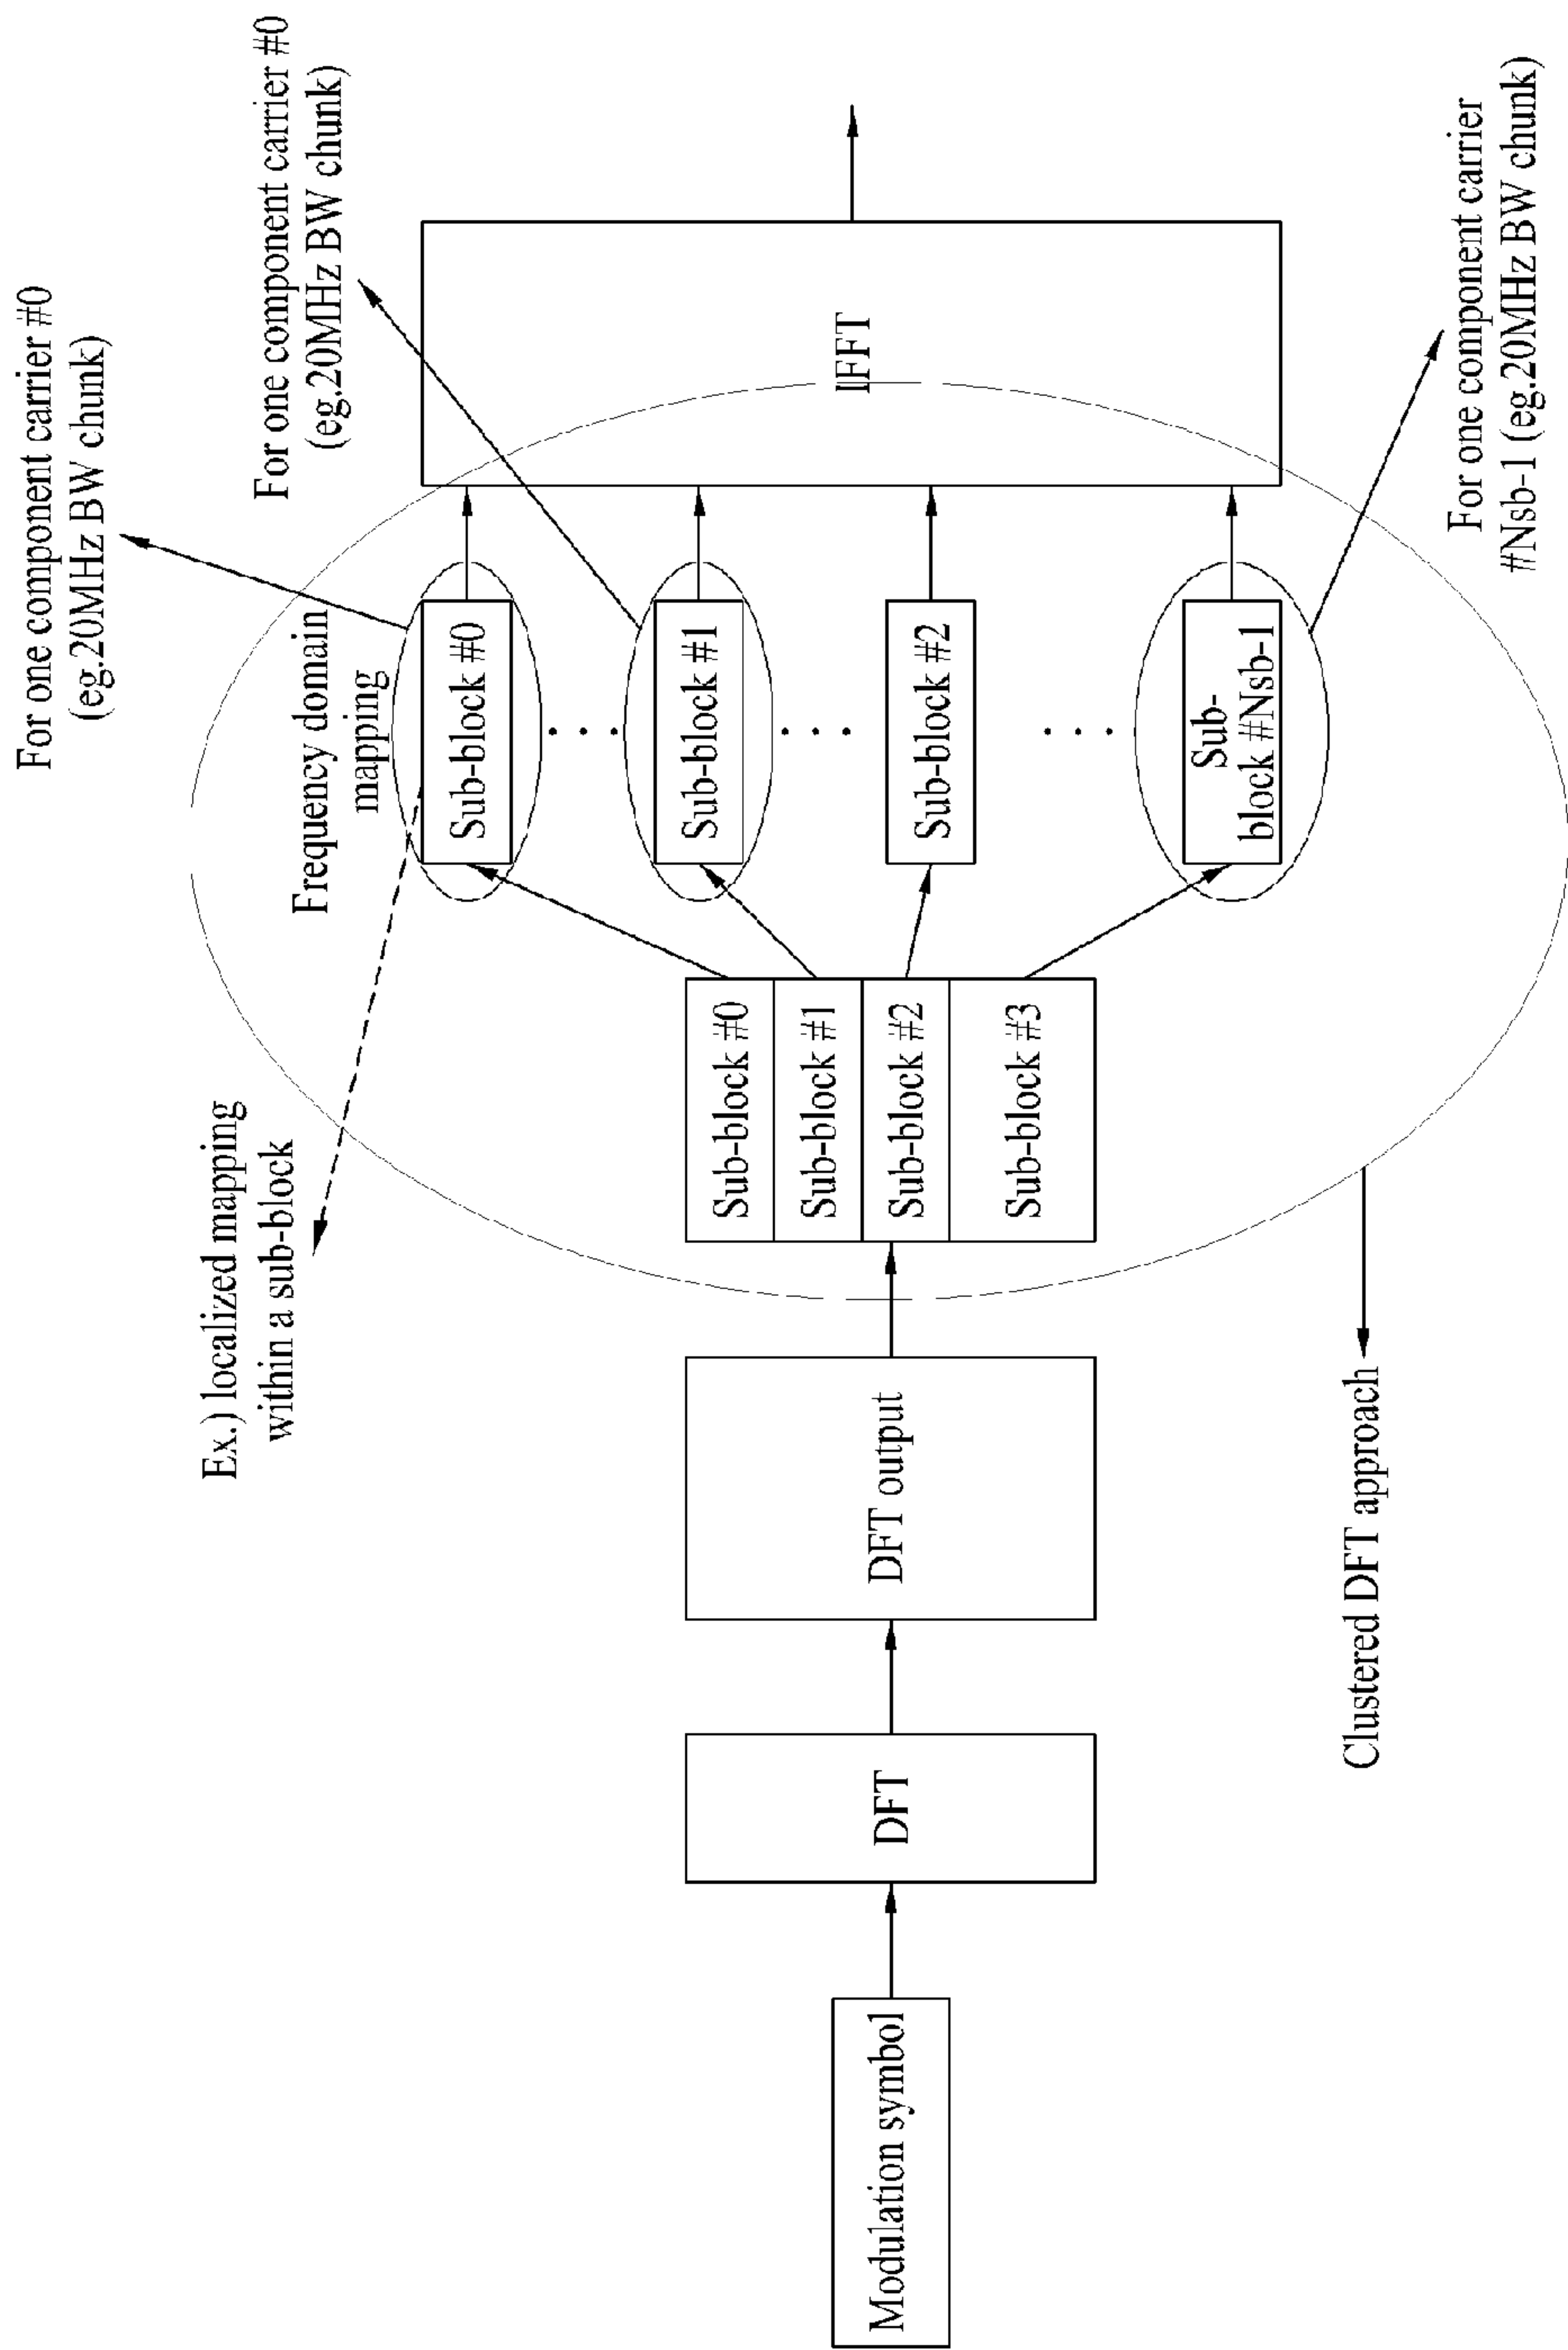 For one component carrier #0
(eg.20MHz BW chunk)
For one component carrier #0
(eg.20MHz BW chunk)
Frequency domain
mapping
Ex.) localized mapping
within a sub-block
Modulation symbol
DFT
DFT output
Sub-block #0
Sub-block #1
Sub-block #2
Sub-block #3
Sub-block #0
Sub-block #1
Sub-block #2
Sub-
block #Nsb-1
IFFT
Clustered DFT approach
For one component carrier
#Nsb-1 (eg.20MHz BW chunk)